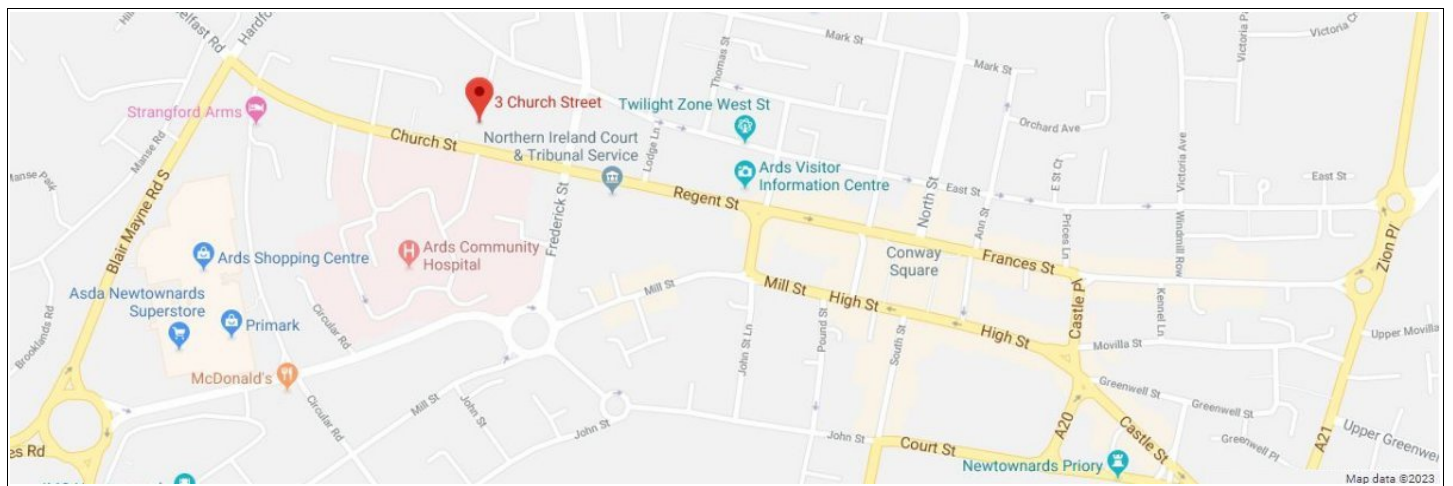 Belfast Rd
Mark St
Mark St
Thomas St
Victoria Pl
Strangford Arms
3 Church Street
Twilight Zone West St
Orchard Ave
Victoria Ave
Manse Rd
Church St
Northern Ireland Court
& Tribunal Service
Lodge Ln
Ards Visitor
Information Centre
East St
E St Ct
East St
Blair Mayne Rd S
Regent St
North St
Ann St
Prices Ln
Windmill Row
Frederick St
Ards Community
Hospital
Ards Shopping Centre
Conway
Square
Frances St
Zion Pl
Asda Newtownards
Superstore
Primark
Mill St
Mill St
High St
High St
Castle Pl
Kennel Ln
Brooklands Rd
Circular Rd
Pound St
John St Ln
South St
Movilla St
Upper Movilla
McDonald's
Circular Rd
Mill St
John St
John St
John St
Greenwell St
Greenwell St
Greenwell Pl
Upper Greenwel
Court St
A20
Castle St
A21
Newtownards Priory
es Rd
Map data ©2023